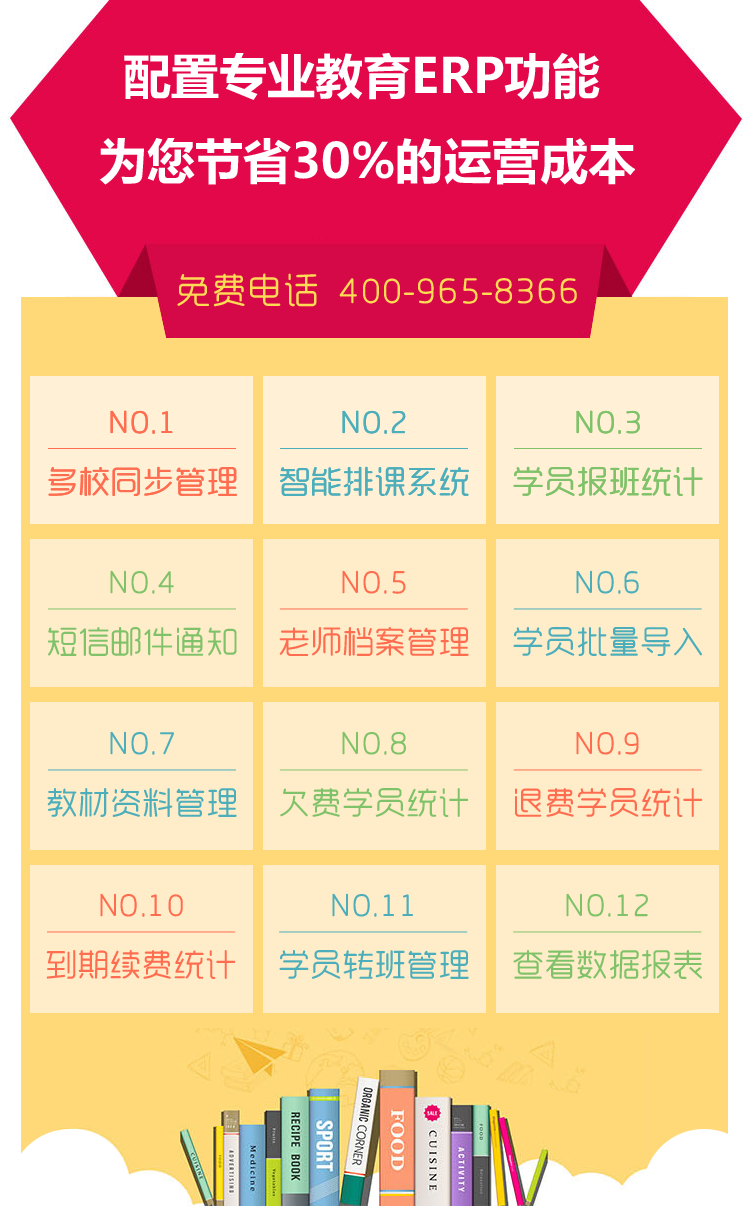 配置专业教育ERP功能
为您节省30%的运营成本
免费电话 400-965-8366
NO.1
多校同步管理
NO.2
智能排课系统
NO.3
学员报班统计
NO.4
短信邮件通知
NO.5
老师档案管理
NO.6
学员批量导入
NO.7
教材资料管理
NO.8
欠费学员统计
NO.9
退费学员统计
NO.10
到期续费统计
NO.11
学员转班管理
NO.12
查看数据报表
CUISINE
FOOD
ADVERTISING
Medicine
Fruits
Vegetables
RECIPE BOOK
SPORT
ORGANIC CORNER
FOOD
SALE
CUISINE
ACTIVITY
FOOD